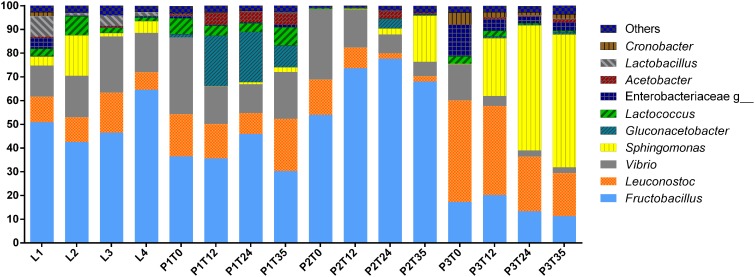 100
90
80
70
60
50
40
30
20
10
0
L1 L2 L3 L4 P1T0 P1T12 P1T24 P1T35 P2T0 P2T12 P2T24 P2T35 P3T0 P3T12 P3T24 P3T35
Others
Cronobacter
Lactobacillus
Acetobacter
Enterobacteriaceae g__
Lactococcus
Gluconacetobacter
Sphingomonas
Vibrio
Leuconostoc
Fructobacillus